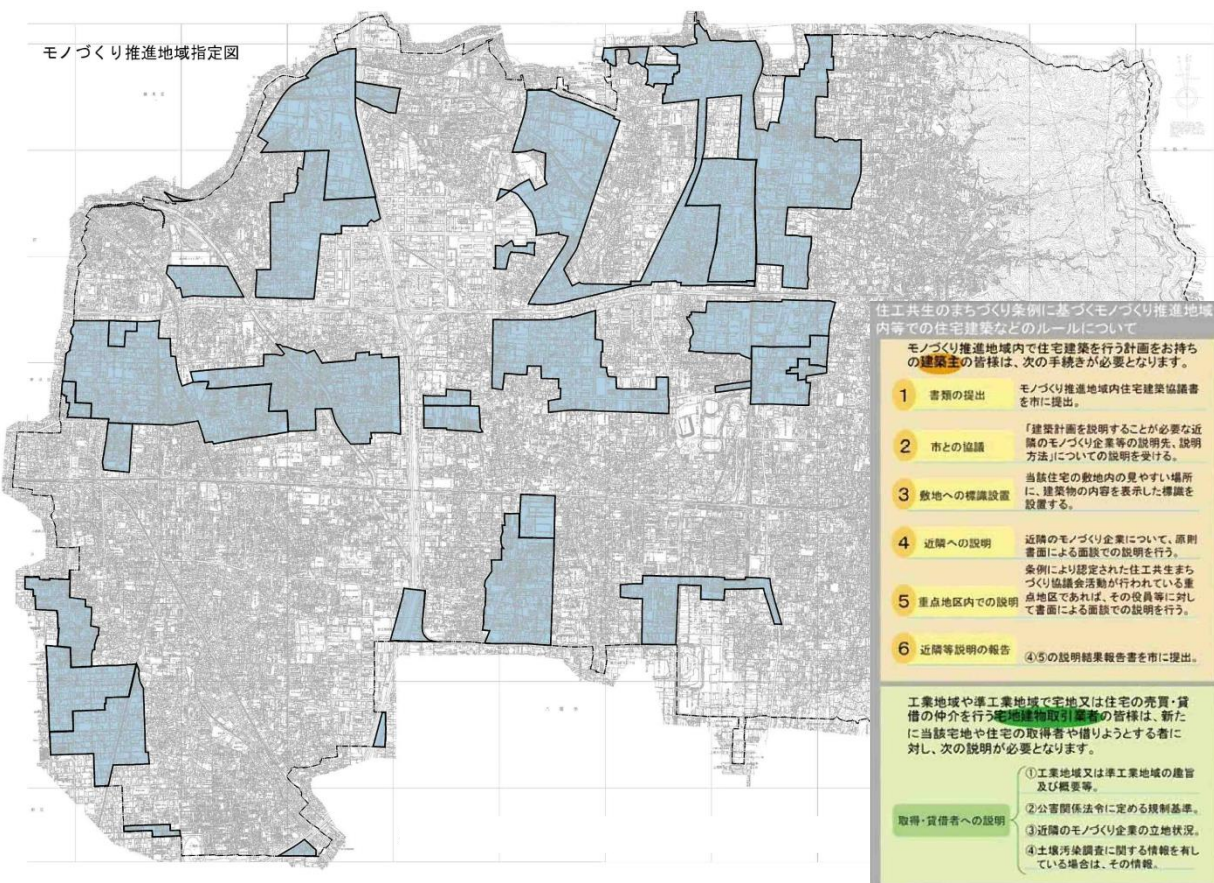 モノづくり推進地域指定図
住工共生のまちづくり条例に基づくモノづくり推進地域
内等での住宅建築などのルールについて
モノづくり推進地域内で住宅建築を行う計画をお持ち
の建築主の皆様は、次の手続きが必要となります。
1 書類の提出
モノづくり推進地域内住宅建築協議書
を市に提出。
2 市との協議
「建築計画を説明することが必要な近
隣のモノづくり企業等の説明先、説明
方法」についての説明を受ける。
3 敷地への標識設置
当該住宅の敷地内の見やすい場所
に、建築物の内容を表示した標識を
設置する。
4 近隣への説明
近隣のモノづくり企業について、原則
書面による面談での説明を行う。
5 重点地区内での説明
条例により認定された住工共生まち
づくり協議会活動が行われている重
点地区であれば、その役員等に対し
て書面による面談での説明を行う。
6 近隣等説明の報告
④⑤の説明結果報告書を市に提出。
工業地域や準工業地域で宅地又は住宅の売買・貸
借の仲介を行う宅地建物取引業者の皆様は、新た
に当該宅地や住宅の取得者や借りようとする者に
対し、次の説明が必要となります。
取得・貸借者への説明
①工業地域又は準工業地域の趣旨
及び概要等。
②公害関係法令に定める規制基準。
③近隣のモノづくり企業の立地状況。
④土壌汚染調査に関する情報を有し
ている場合は、その情報。